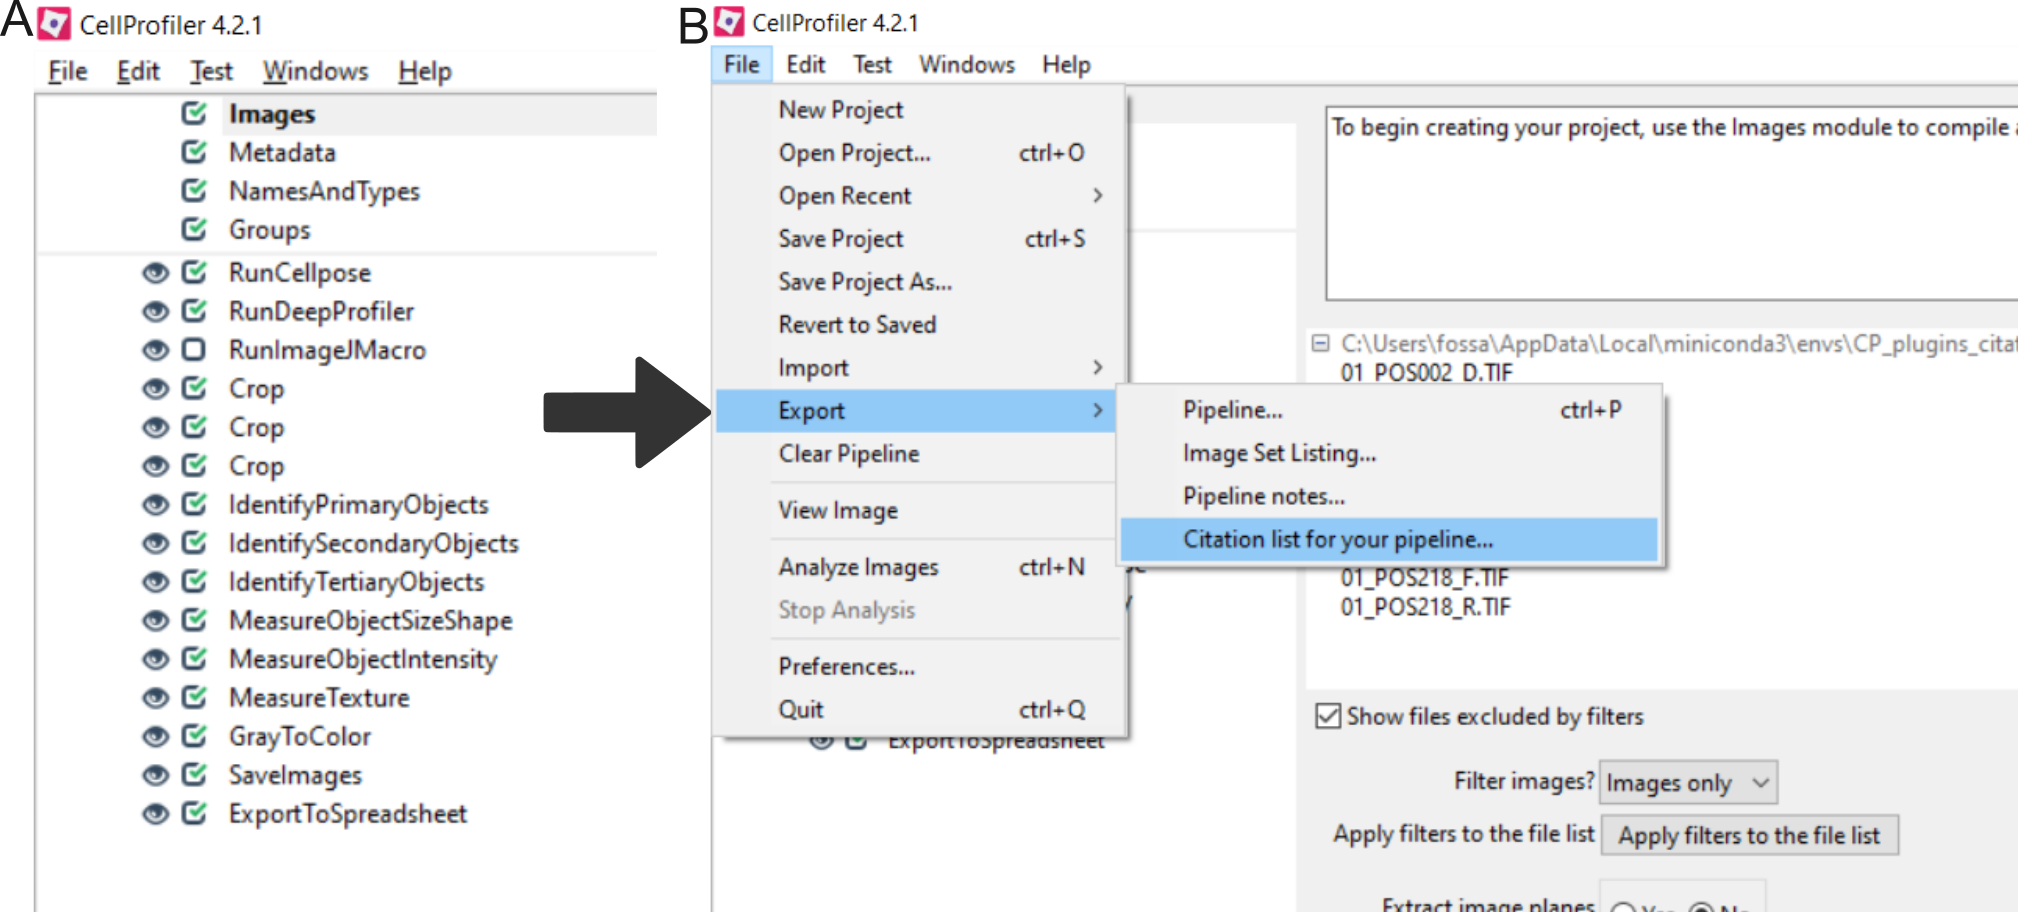 A
CellProfiler 4.2.1
File Edit Test Windows Help
Images
Metadata
NamesAndTypes
Groups
RunCellpose
RunDeepProfiler
RunImageJMacro
Crop
Crop
Crop
IdentifyPrimaryObjects
IdentifySecondaryObjects
IdentifyTertiaryObjects
MeasureObjectSizeShape
MeasureObjectIntensity
MeasureTexture
GrayToColor
SaveImages
ExportToSpreadsheet
B
CellProfiler 4.2.1
File Edit Test Windows Help
New Project
Open Project... ctrl+O
Open Recent
Save Project ctrl+S
Save Project As...
Revert to Saved
Import
Export
Clear Pipeline
View Image
Analyze Images ctrl+N
Stop Analysis
Preferences...
Quit ctrl+Q
ExportToSpreadsheet
Pipeline... ctrl+P
Image Set Listing...
Pipeline notes...
Citation list for your pipeline...
To begin creating your project, use the Images module to compile
C:\Users\fossa\AppData\Local\miniconda3\envs\CP_plugins_cita
01_POS002_D.TIF
01_POS218_F.TIF
01_POS218_R.TIF
Show files excluded by filters
Filter images? Images only
Apply filters to the file list Apply filters to the file list
Extract image planes Yes No